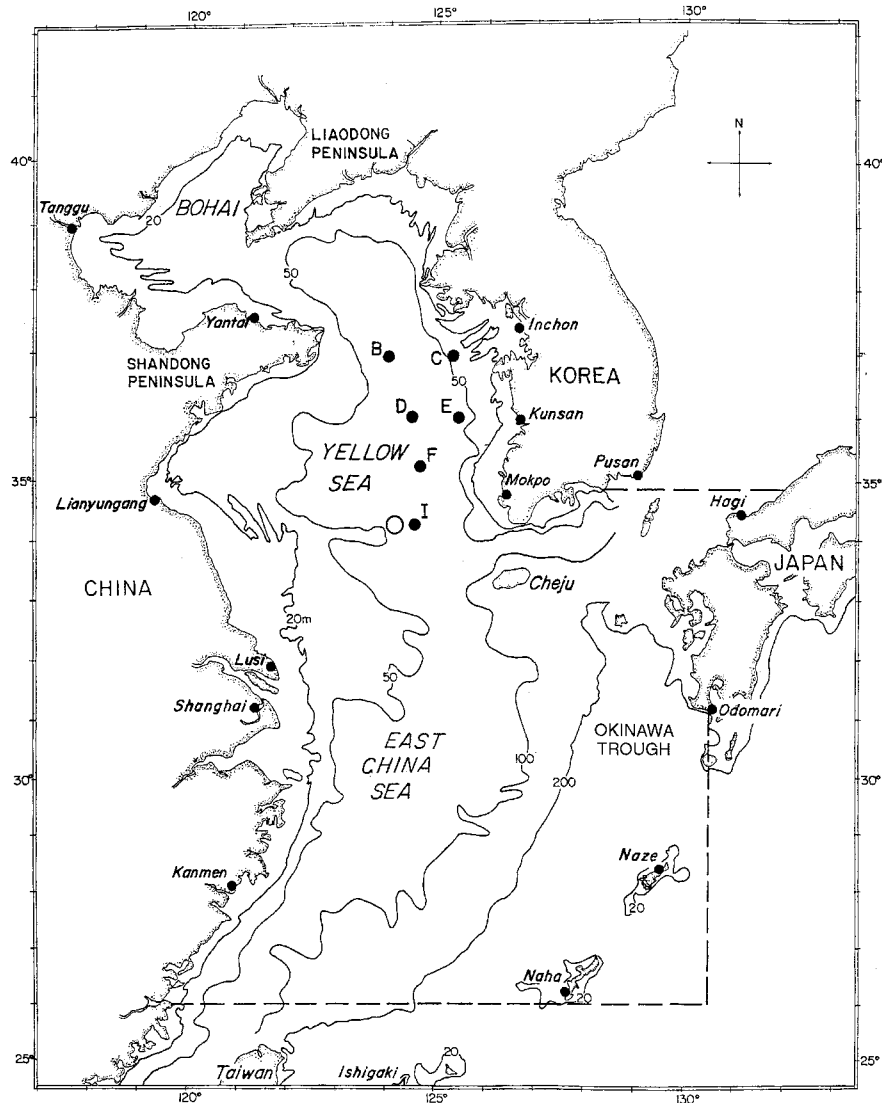 120°
125°
130°
N
LIAODONG
PENINSULA
40°
40°
Tanggu
20
BOHAI
50
Yantai
Inchon
B
C
SHANDONG
PENINSULA
50
KOREA
D
E
Kunsan
YELLOW
SEA
F
Pusan
35°
35°
Mokpo
Lianyungang
I
Hagi
JAPAN
CHINA
Cheju
20m
Lusi
50
Shanghai
Odomari
OKINAWA
TROUGH
EAST
CHINA
SEA
100
200
30°
30°
Naze
Kanmen
20
Naha
20
25°
25°
20
Taiwan
Ishigaki
120°
125°
130°